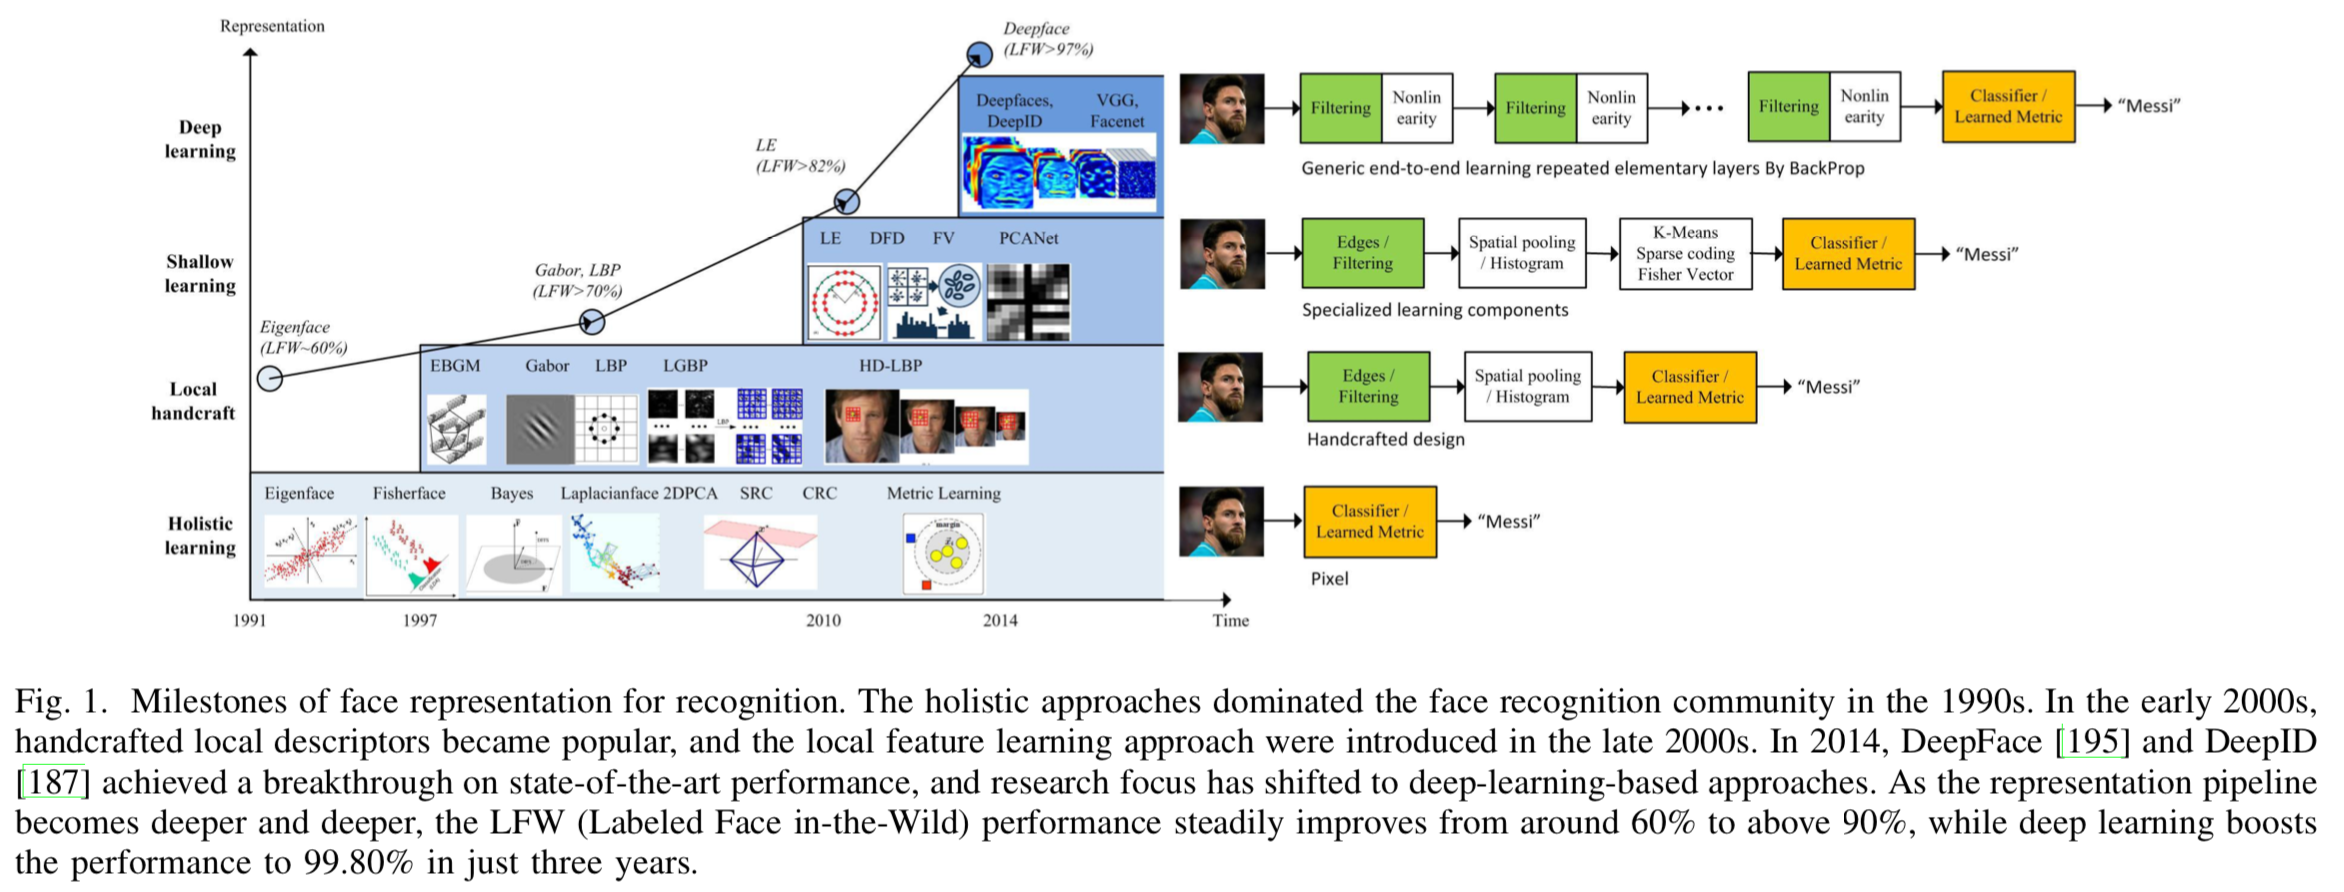 Representation
Deepface
(LFW>97%)
Deep
learning
LE
(LFW>82%)
Deepfaces,
DeepID
VGG,
Facenet
Filtering
Nonlin
earity
Filtering
Nonlin
earity
•••
Filtering
Nonlin
earity
Classifier /
Learned Metric
“Messi”
Generic end-to-end learning repeated elementary layers By BackProp
Shallow
learning
Gabor, LBP
(LFW>70%)
LE DFD FV PCANet
Edges /
Filtering
Spatial pooling
/ Histogram
K-Means
Sparse coding
Fisher Vector
Classifier /
Learned Metric
“Messi”
Specialized learning components
Eigenface
(LFW~60%)
Local
handcraft
EBGM Gabor LBP LGBP HD-LBP
LBP
Edges /
Filtering
Spatial pooling
/ Histogram
Classifier /
Learned Metric
“Messi”
Handcrafted design
Holistic
learning
Eigenface Fisherface Bayes Laplacianface 2DPCA SRC CRC Metric Learning
margin
Classifier /
Learned Metric
“Messi”
Pixel
1991 1997 2010 2014 Time
Fig. 1. Milestones of face representation for recognition. The holistic approaches dominated the face recognition community in the 1990s. In the early 2000s,
handcrafted local descriptors became popular, and the local feature learning approach were introduced in the late 2000s. In 2014, DeepFace [195] and DeepID
[187] achieved a breakthrough on state-of-the-art performance, and research focus has shifted to deep-learning-based approaches. As the representation pipeline
becomes deeper and deeper, the LFW (Labeled Face in-the-Wild) performance steadily improves from around 60% to above 90%, while deep learning boosts
the performance to 99.80% in just three years.